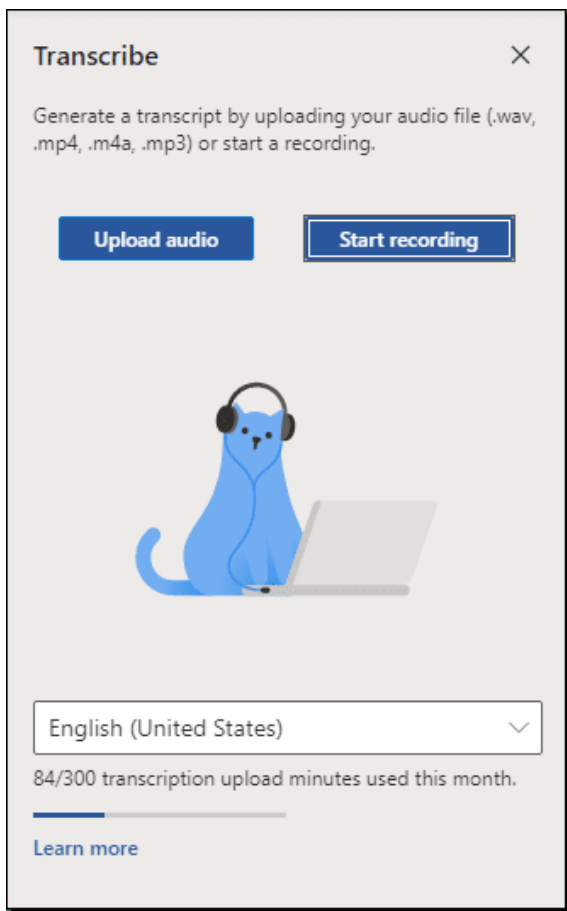 Transcribe
Generate a transcript by uploading your audio file (.wav,
.mp4, .m4a, .mp3) or start a recording.
Upload audio
Start recording
English (United States)
84/300 transcription upload minutes used this month.
Learn more